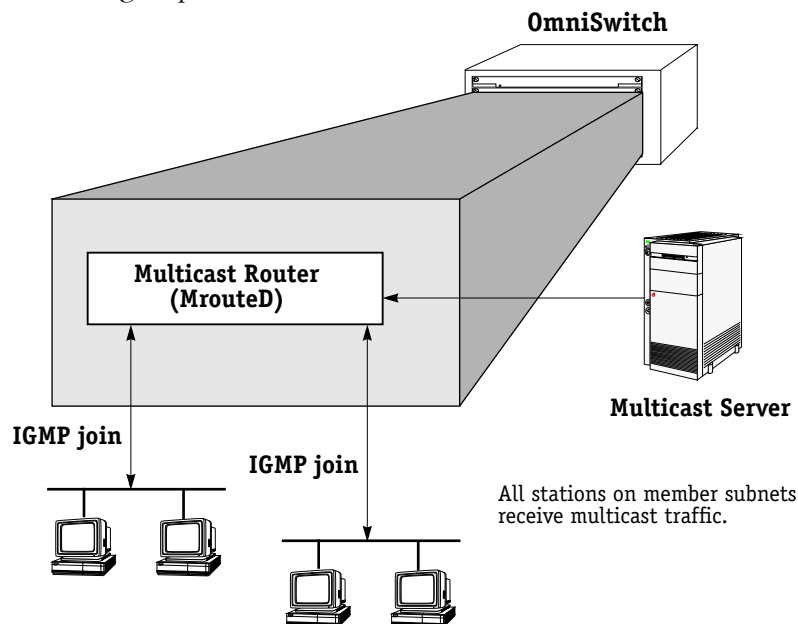 OmniSwitch
Multicast Router
(MrouteD)
Multicast Server
IGMP join
IGMP join
All stations on member subnets
receive multicast traffic.